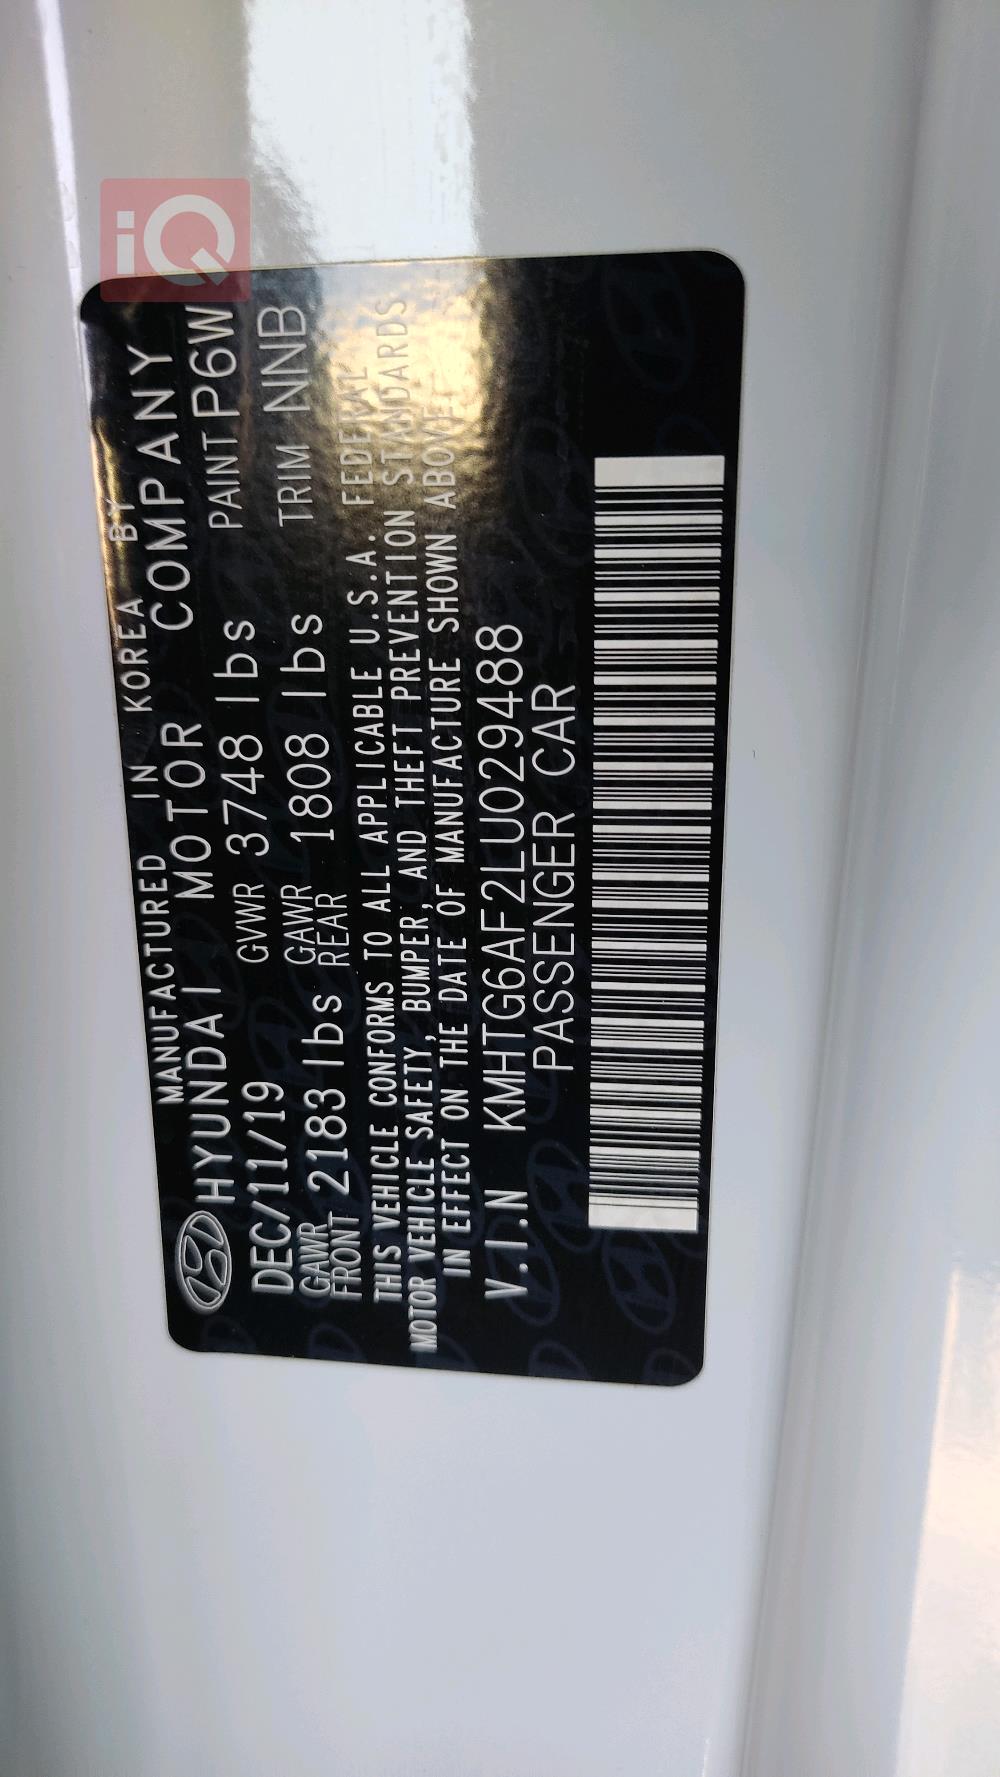 iQ
MANUFACTURED IN KOREA BY
HYUNDAI MOTOR COMPANY
DEC/11/19 GVWR 3748 lbs PAINT P6W
GAWR FRONT 2183 lbs GAWR REAR 1808 lbs TRIM NNB
THIS VEHICLE CONFORMS TO ALL APPLICABLE U.S.A. FEDERAL
MOTOR VEHICLE SAFETY, BUMPER, AND THEFT PREVENTION STANDARDS
IN EFFECT ON THE DATE OF MANUFACTURE SHOWN ABOVE.
V.I.N KMHTG6AF2LU029488
PASSENGER CAR